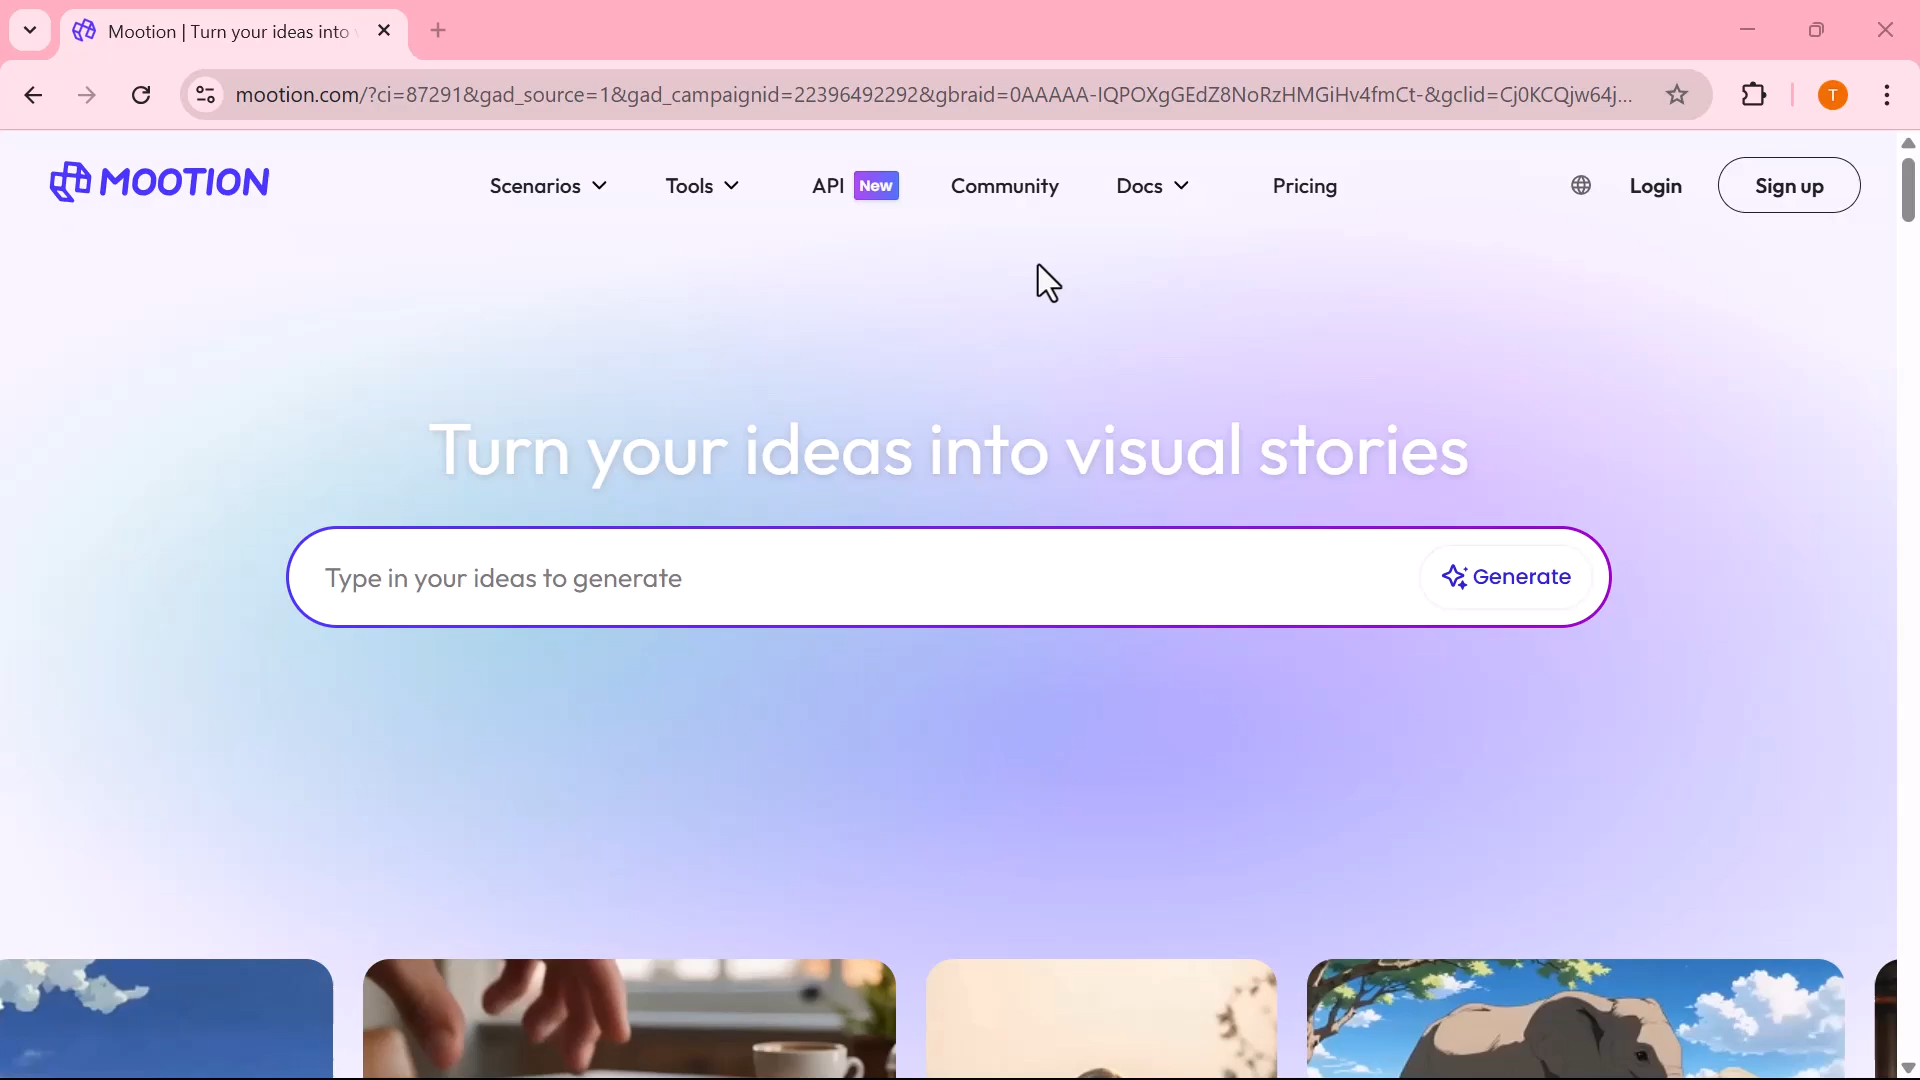 Mootion | Turn your ideas into
mootion.com/?ci=87291&gad_source=1&gad_campaignid=22396492292&gbraid=0AAAAA-IQPOXgGEdZ8NoRzHMGiHv4fmCt-&gclid=Cj0KCQjw64j...
T
MOOTION
Scenarios
Tools
API New
Community
Docs
Pricing
Login
Sign up
Turn your ideas into visual stories
Type in your ideas to generate
Generate